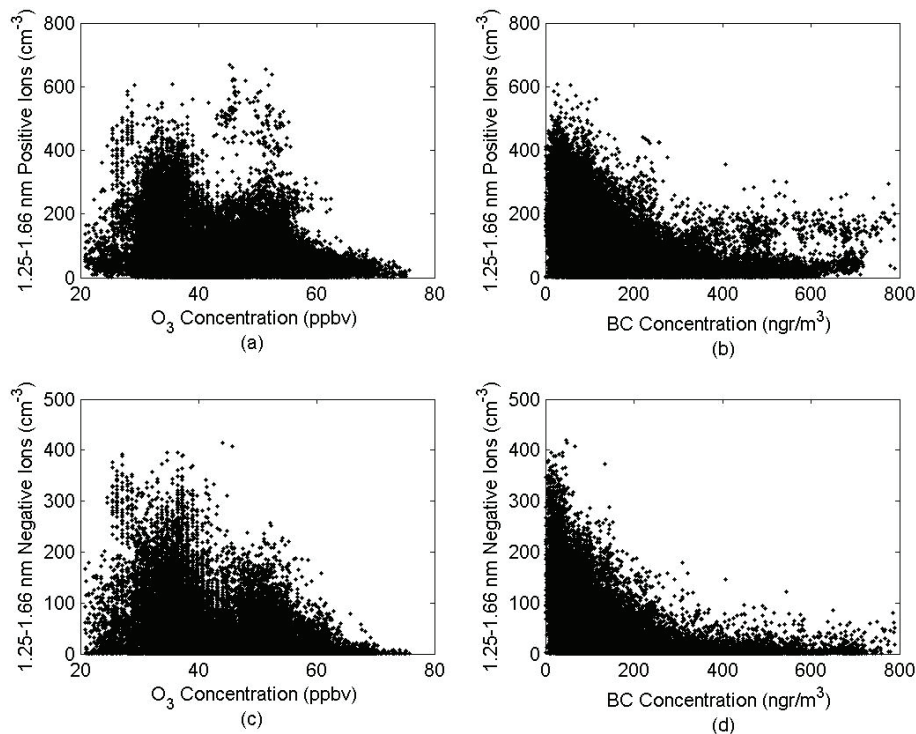 800
600
400
200
0
1.25-1.66 nm Positive Ions (cm⁻³)
20 40 60 80
O₃ Concentration (ppbv)
(a)
800
600
400
200
0
1.25-1.66 nm Positive Ions (cm⁻³)
0 200 400 600 800
BC Concentration (ngr/m³)
(b)
500
400
300
200
100
0
1.25-1.66 nm Negative Ions (cm⁻³)
20 40 60 80
O₃ Concentration (ppbv)
(c)
500
400
300
200
100
0
1.25-1.66 nm Negative Ions (cm⁻³)
0 200 400 600 800
BC Concentration (ngr/m³)
(d)